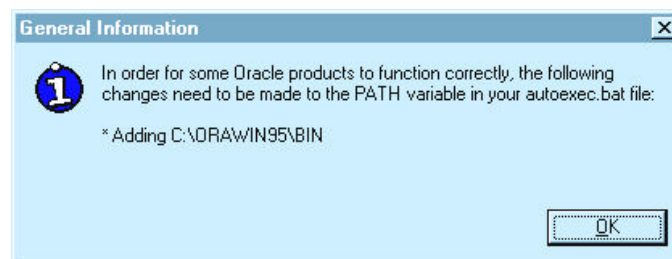 General Information
In order for some Oracle products to function correctly, the following
changes need to be made to the PATH variable in your autoexec.bat file:
* Adding C:\ORAWIN95\BIN
OK